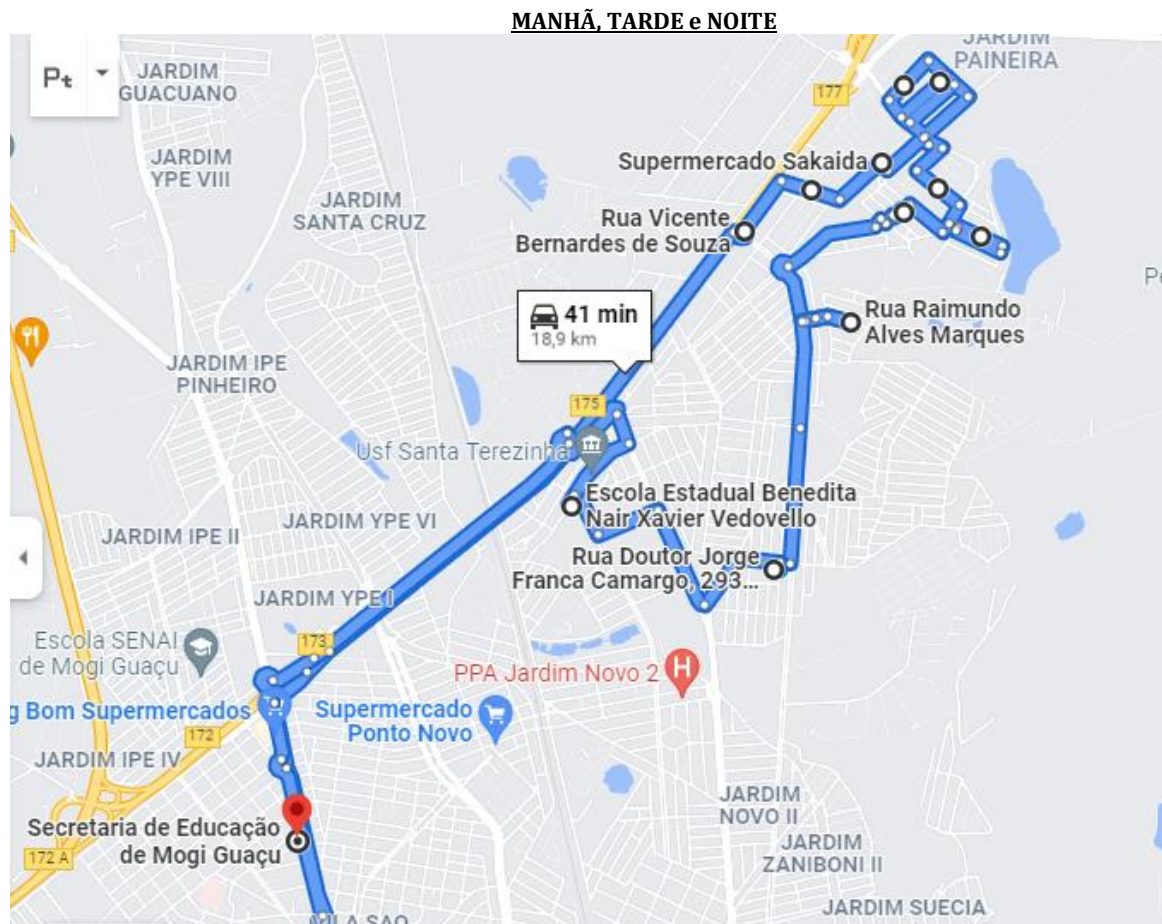 MANHÃ, TARDE e NOITE
JARDIM
PAINEIRA
JARDIM
GUACUANO
177
JARDIM
YPE VIII
Supermercado Sakaida
JARDIM
SANTA CRUZ
Rua Vicente
Bernardes de Souza
41 min
18,9 km
Rua Raimundo
Alves Marques
JARDIM IPE
PINHEIRO
175
Usf Santa Terezinha
Escola Estadual Benedita
Nair Xavier Vedovello
JARDIM YPE VI
JARDIM IPE II
Rua Doutor Jorge
Franca Camargo, 293...
JARDIM YPE I
Escola SENAI
de Mogi Guaçu
173
PPA Jardim Novo 2
H
g Bom Supermercados
Supermercado
Ponto Novo
172
JARDIM IPE IV
JARDIM
NOVO II
Secretaria de Educação
de Mogi Guaçu
172 A
JARDIM
ZANIBONI II
JARDIM SUECIA